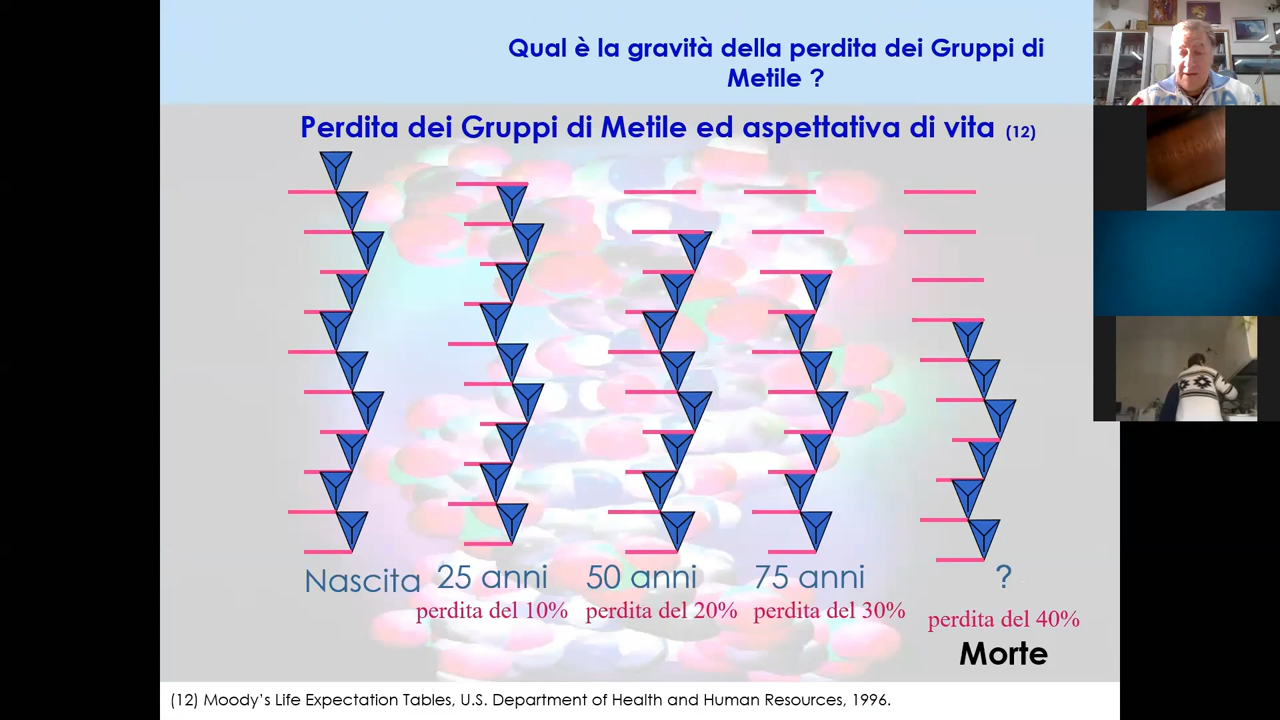 Qual è la gravità della perdita dei Gruppi di
Metile ?
Perdita dei Gruppi di Metile ed aspettativa di vita (12)
Nascita
25 anni
50 anni
75 anni
?
perdita del 10%
perdita del 20%
perdita del 30%
perdita del 40%
Morte
(12) Moody’s Life Expectation Tables, U.S. Department of Health and Human Resources, 1996.